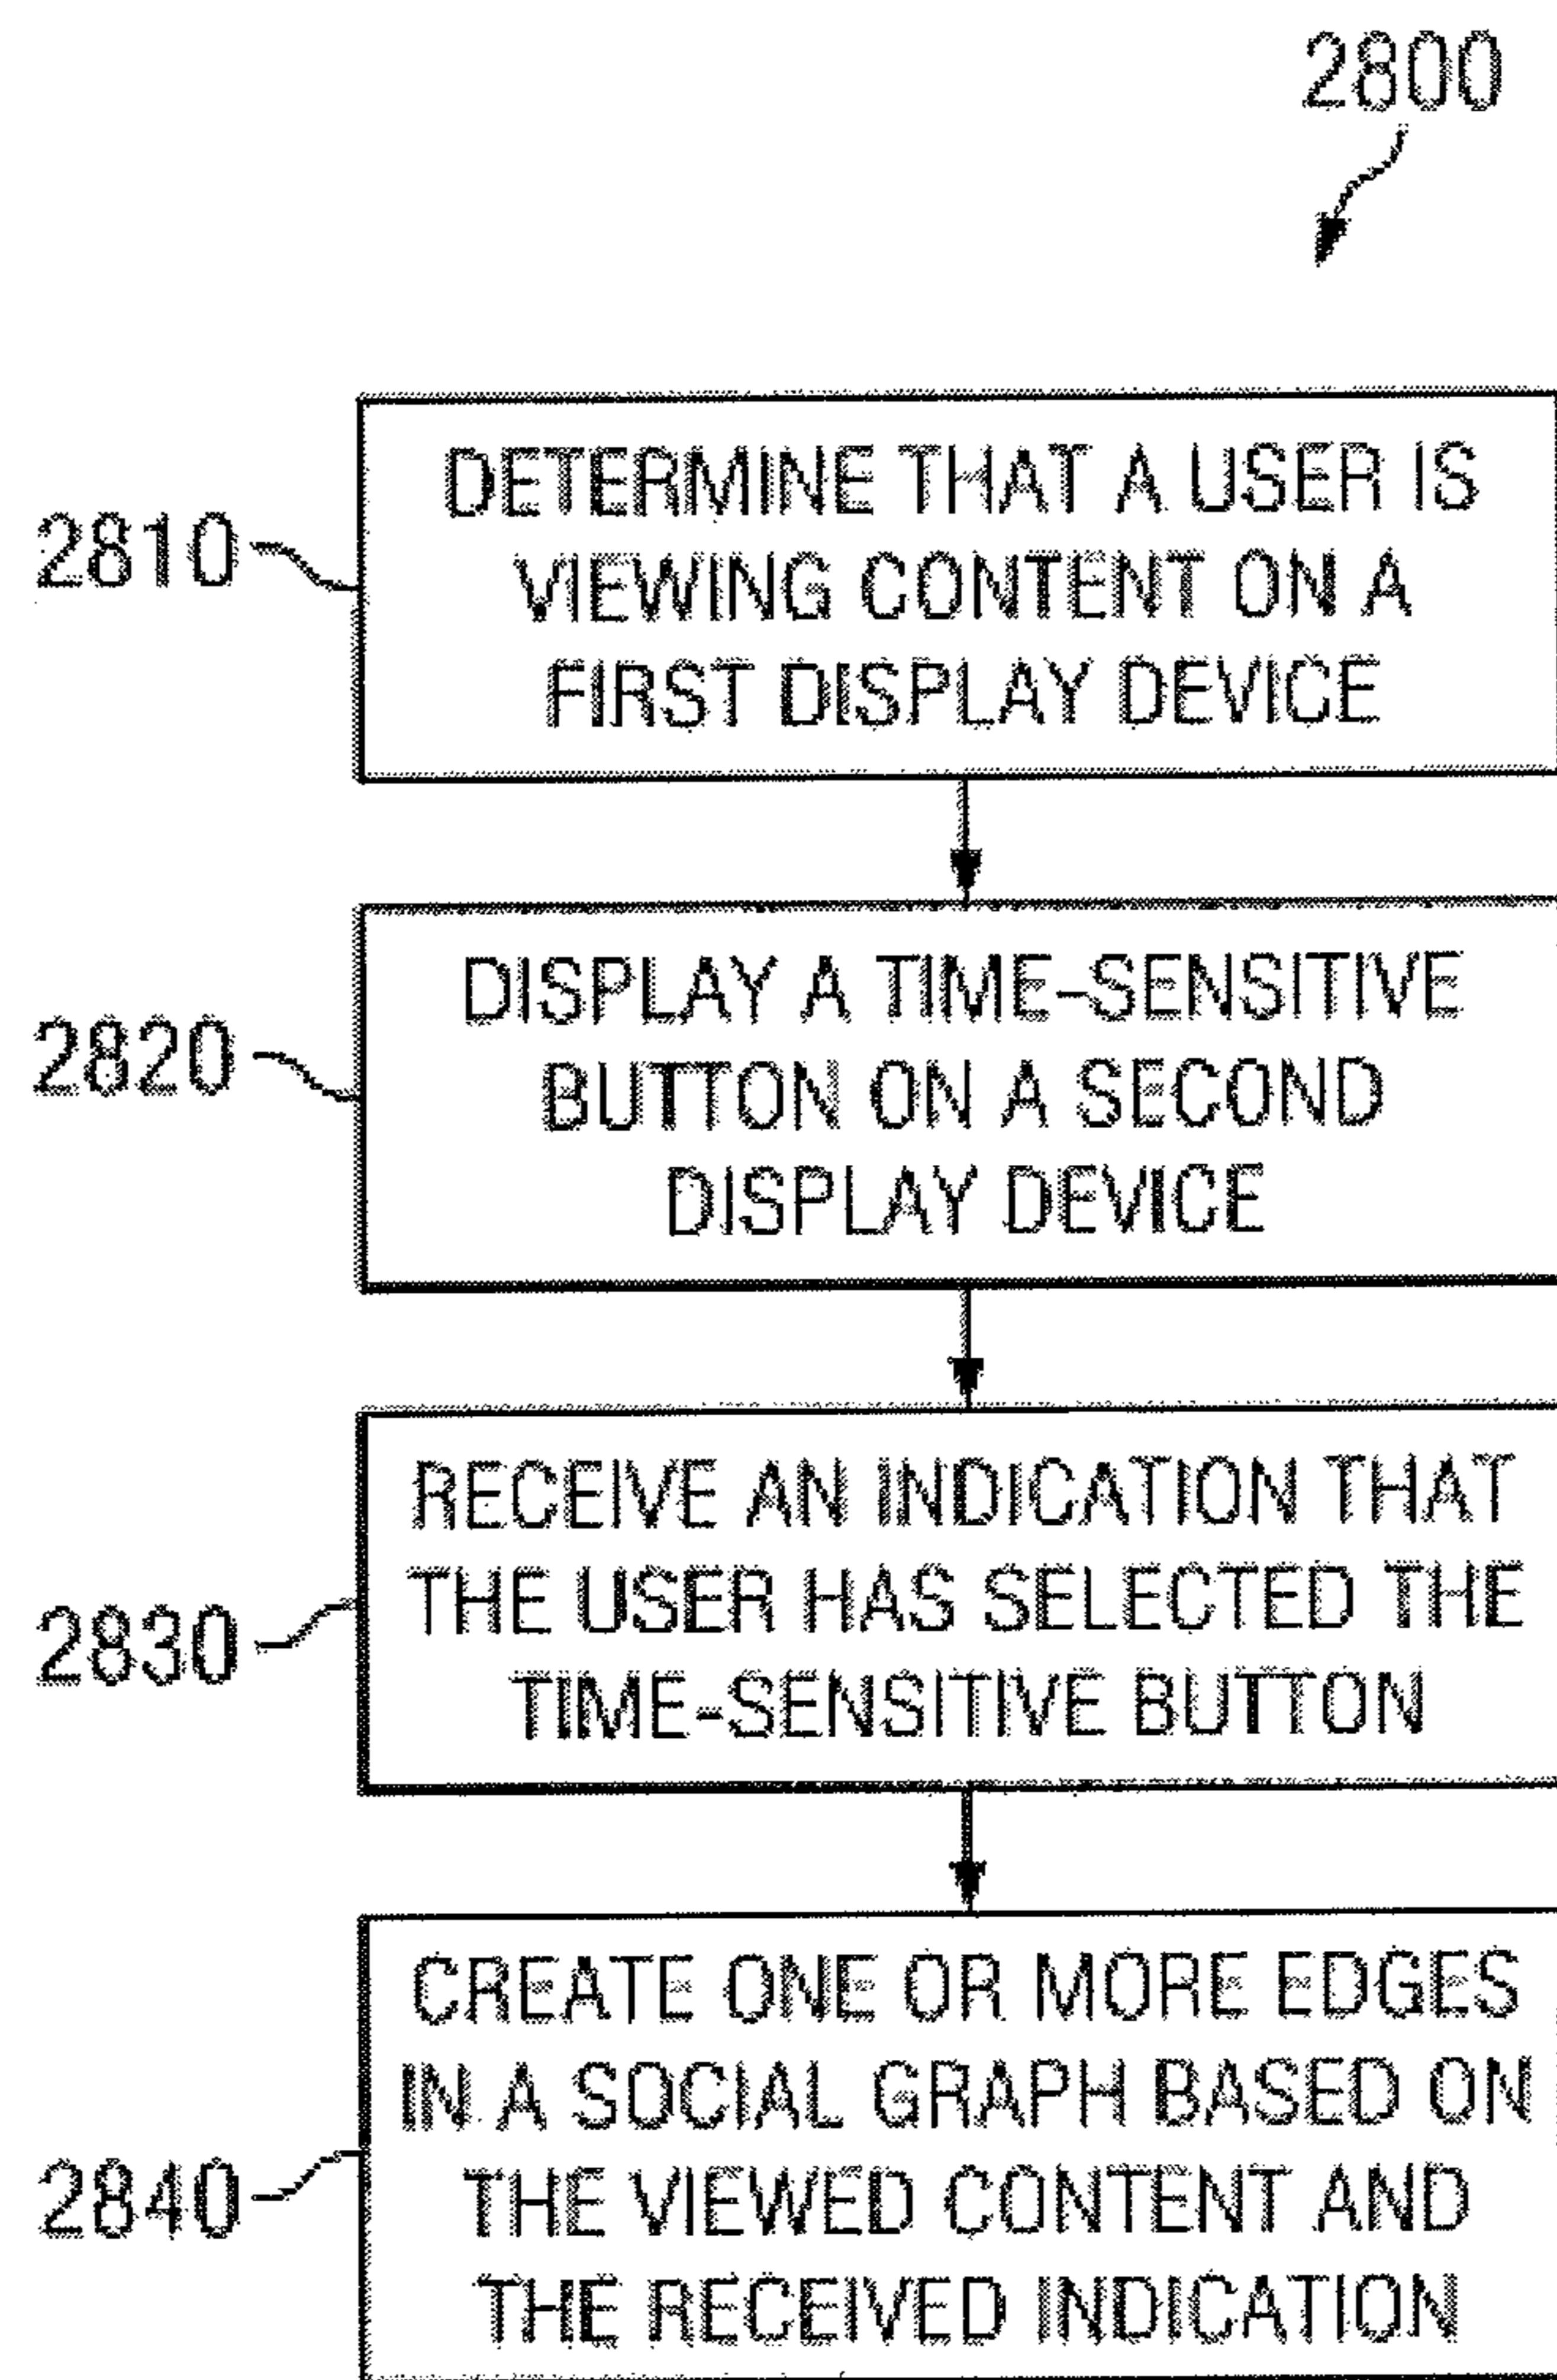 2800
2810
DETERMINE THAT A USER IS
VIEWING CONTENT ON A
FIRST DISPLAY DEVICE
2820
DISPLAY A TIME-SENSITIVE
BUTTON ON A SECOND
DISPLAY DEVICE
2830
RECEIVE AN INDICATION THAT
THE USER HAS SELECTED THE
TIME-SENSITIVE BUTTON
2840
CREATE ONE OR MORE EDGES
IN A SOCIAL GRAPH BASED ON
THE VIEWED CONTENT AND
THE RECEIVED INDICATION